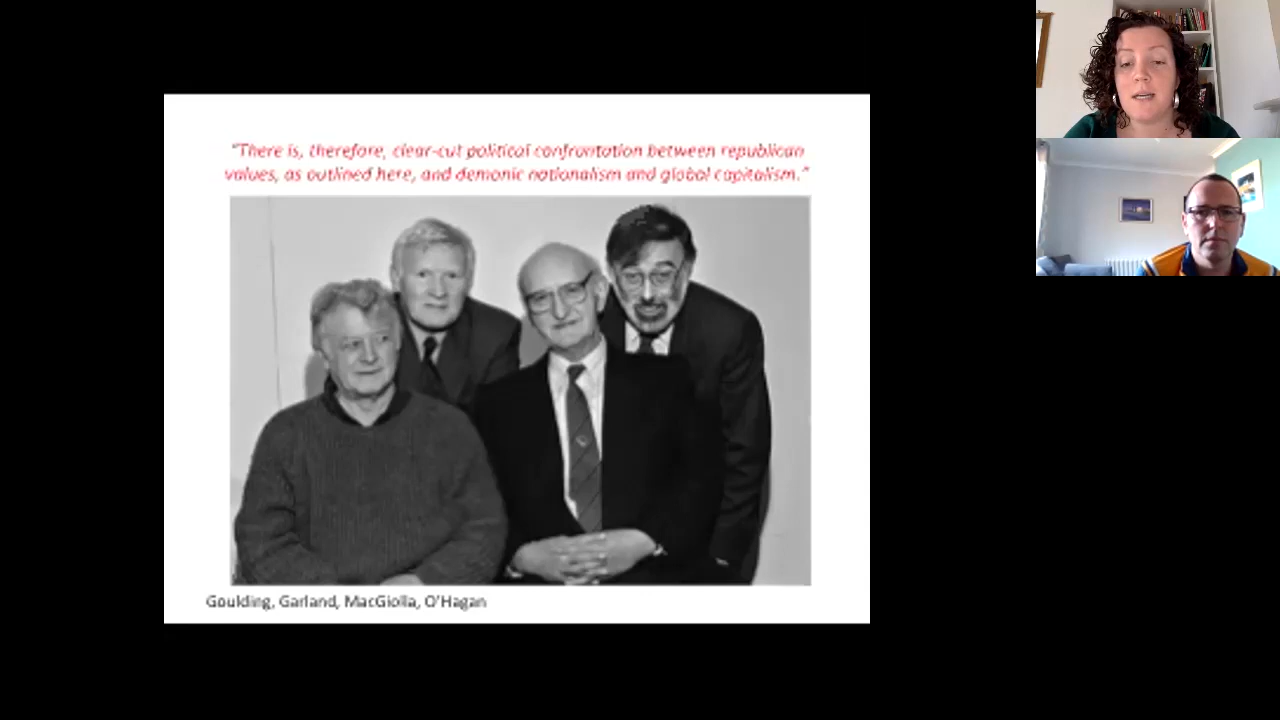 "There is, therefore, clear-cut political confrontation between republican
values, as outlined here, and demonic nationalism and global capitalism."
Goulding, Garland, MacGiolla, O'Hagan